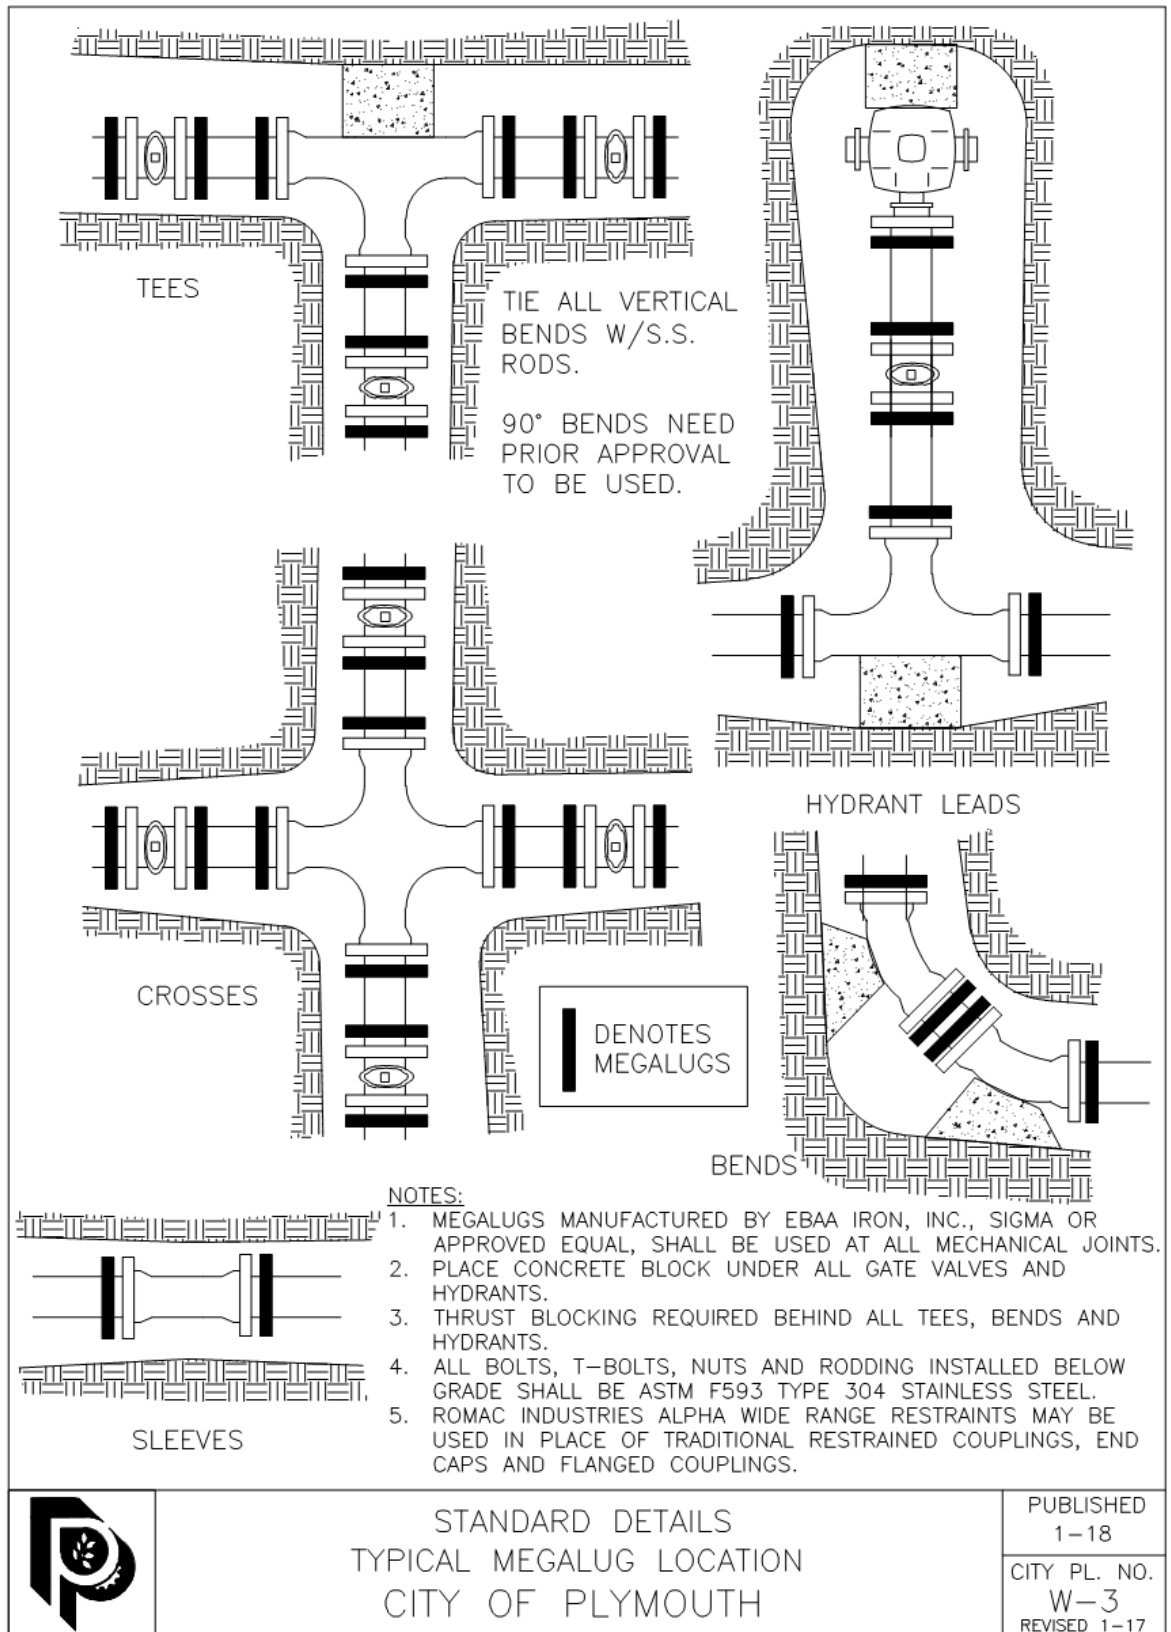 TEES
TIE ALL VERTICAL
BENDS W/S.S.
RODS.
90° BENDS NEED
PRIOR APPROVAL
TO BE USED.
HYDRANT LEADS
CROSSES
DENOTES
MEGALUGS
BENDS
SLEEVES
NOTES:
1. MEGALUGS MANUFACTURED BY EBAA IRON, INC., SIGMA OR
APPROVED EQUAL, SHALL BE USED AT ALL MECHANICAL JOINTS.
2. PLACE CONCRETE BLOCK UNDER ALL GATE VALVES AND
HYDRANTS.
3. THRUST BLOCKING REQUIRED BEHIND ALL TEES, BENDS AND
HYDRANTS.
4. ALL BOLTS, T-BOLTS, NUTS AND RODDING INSTALLED BELOW
GRADE SHALL BE ASTM F593 TYPE 304 STAINLESS STEEL.
5. ROMAC INDUSTRIES ALPHA WIDE RANGE RESTRAINTS MAY BE
USED IN PLACE OF TRADITIONAL RESTRAINED COUPLINGS, END
CAPS AND FLANGED COUPLINGS.
STANDARD DETAILS
TYPICAL MEGALUG LOCATION
CITY OF PLYMOUTH
PUBLISHED
1-18
CITY PL. NO.
W-3
REVISED 1-17